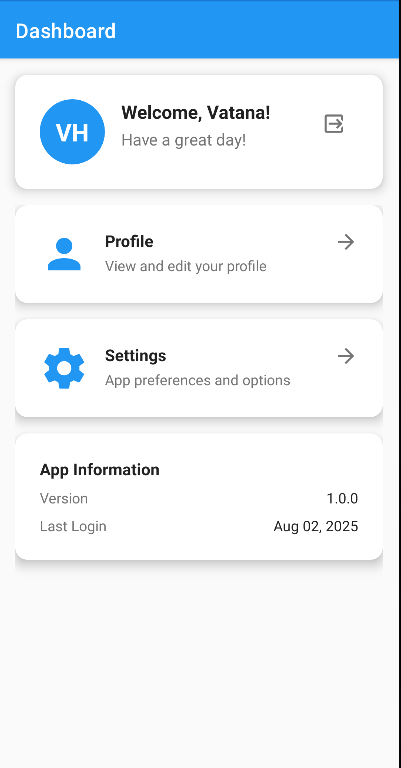 Dashboard
VH
Welcome, Vatana!
Have a great day!
Profile
View and edit your profile
Settings
App preferences and options
App Information
Version 1.0.0
Last Login Aug 02, 2025